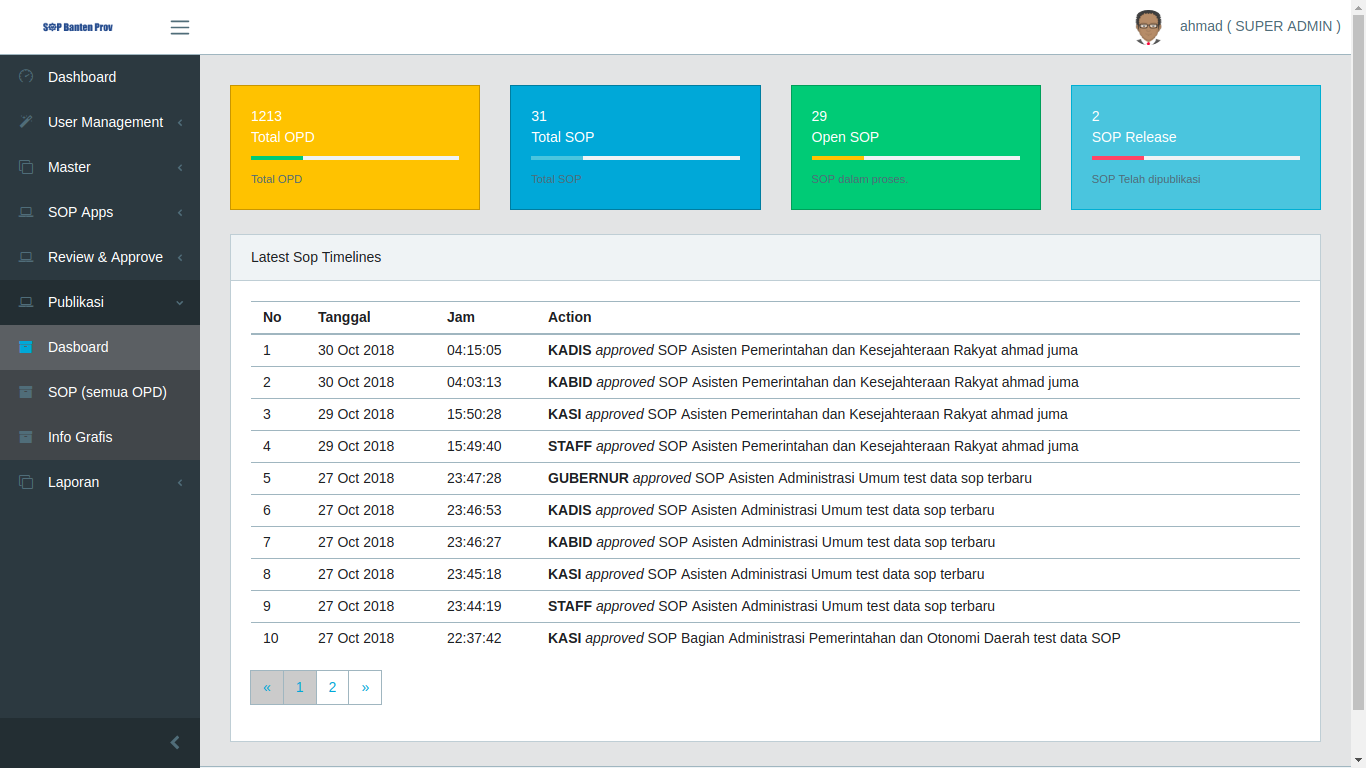 SOP Banten Prov
ahmad ( SUPER ADMIN )
Dashboard
User Management
Master
SOP Apps
Review & Approve
Publikasi
Dasboard
SOP (semua OPD)
Info Grafis
Laporan
1213
Total OPD
Total OPD
31
Total SOP
Total SOP
29
Open SOP
SOP dalam proses.
2
SOP Release
SOP Telah dipublikasi
Latest Sop Timelines
No Tanggal Jam Action
1 30 Oct 2018 04:15:05 KADIS approved SOP Asisten Pemerintahan dan Kesejahteraan Rakyat ahmad juma
2 30 Oct 2018 04:03:13 KABID approved SOP Asisten Pemerintahan dan Kesejahteraan Rakyat ahmad juma
3 29 Oct 2018 15:50:28 KASI approved SOP Asisten Pemerintahan dan Kesejahteraan Rakyat ahmad juma
4 29 Oct 2018 15:49:40 STAFF approved SOP Asisten Pemerintahan dan Kesejahteraan Rakyat ahmad juma
5 27 Oct 2018 23:47:28 GUBERNUR approved SOP Asisten Administrasi Umum test data sop terbaru
6 27 Oct 2018 23:46:53 KADIS approved SOP Asisten Administrasi Umum test data sop terbaru
7 27 Oct 2018 23:46:27 KABID approved SOP Asisten Administrasi Umum test data sop terbaru
8 27 Oct 2018 23:45:18 KASI approved SOP Asisten Administrasi Umum test data sop terbaru
9 27 Oct 2018 23:44:19 STAFF approved SOP Asisten Administrasi Umum test data sop terbaru
10 27 Oct 2018 22:37:42 KASI approved SOP Bagian Administrasi Pemerintahan dan Otonomi Daerah test data SOP
« 1 2 »